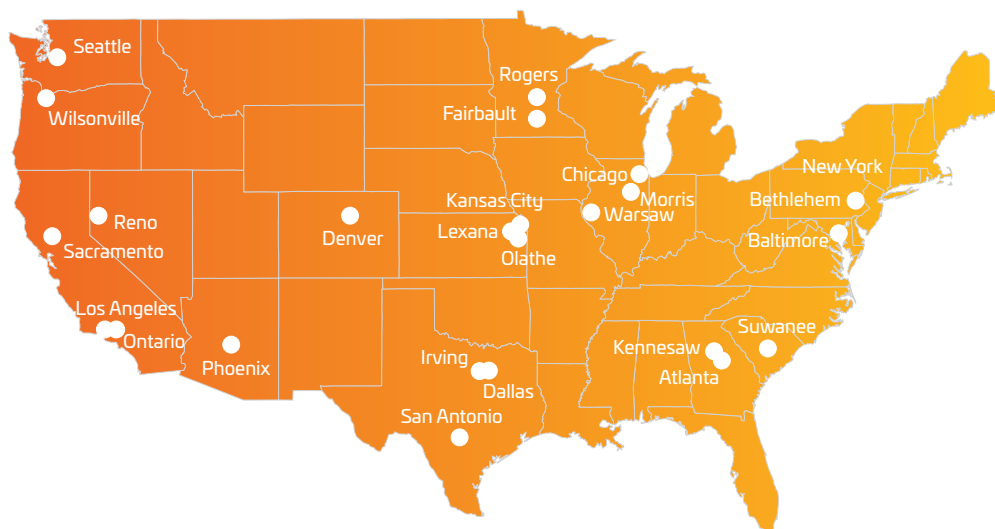 Seattle
Rogers
Wilsonville
Fairbault
New York
Chicago
Morris
Bethlehem
Kansas City
Warsaw
Reno
Denver
Lexana
Baltimore
Sacramento
Olathe
Los Angeles
Suwanee
Ontario
Kennesaw
Phoenix
Irving
Atlanta
Dallas
San Antonio